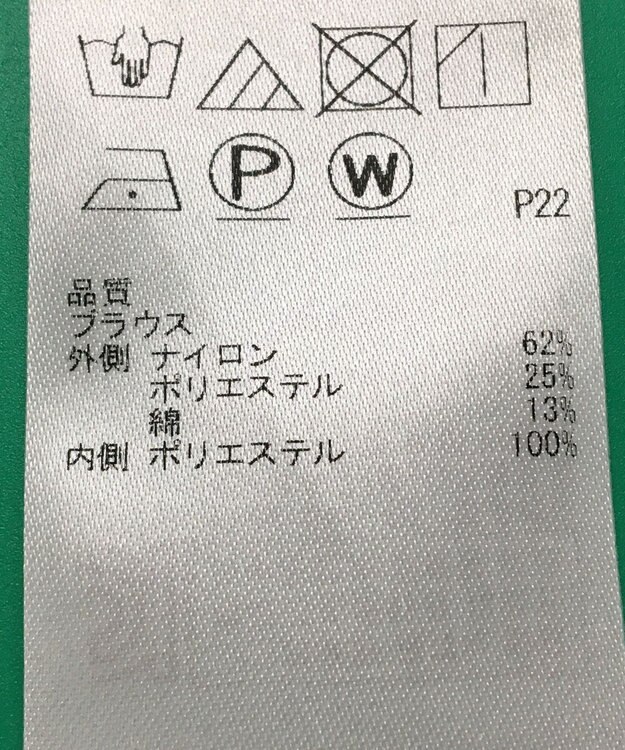 P W
P22
品質
ブラウス
外側 ナイロン 62%
ポリエステル 25%
綿 13%
内側 ポリエステル 100%